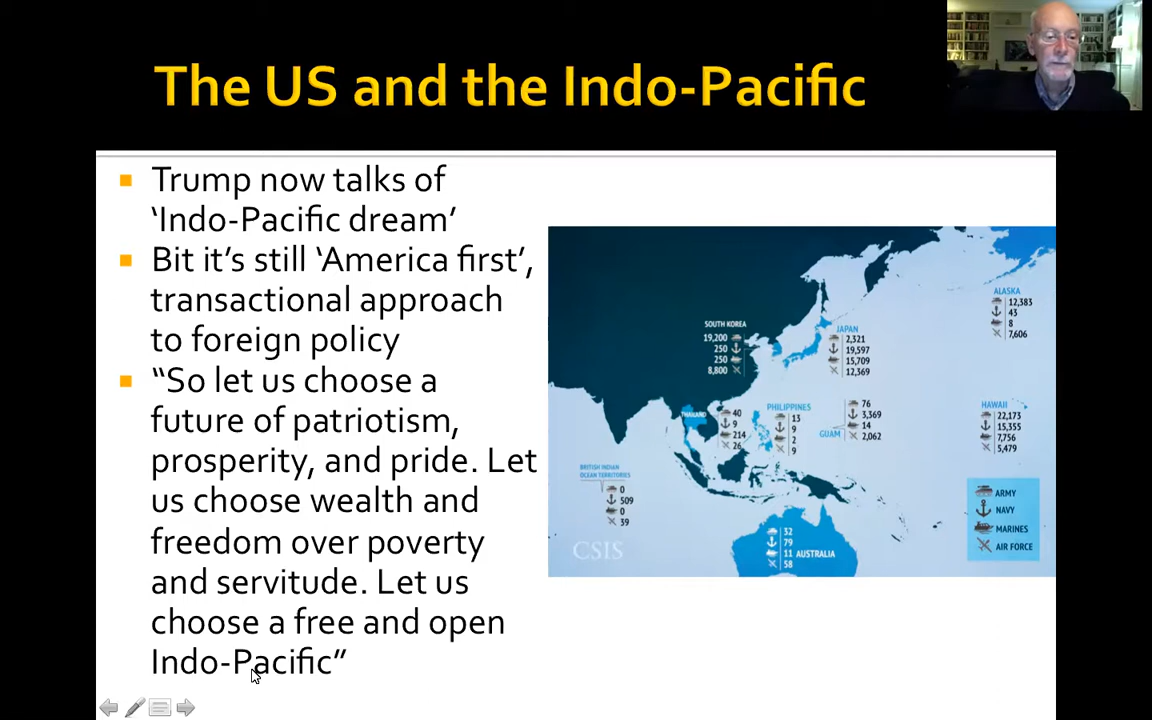 The US and the Indo-Pacific
Trump now talks of
‘Indo-Pacific dream’
Bit it’s still ‘America first’,
transactional approach
to foreign policy
“So let us choose a
future of patriotism,
prosperity, and pride. Let
us choose wealth and
freedom over poverty
and servitude. Let us
choose a free and open
Indo-Pacific”
ALASKA
12,383
43
8
7,606
SOUTH KOREA
19,200
250
250
8,800
JAPAN
2,321
19,597
15,709
12,369
THAILAND
40
9
214
26
PHILIPPINES
13
9
2
9
GUAM
76
3,369
14
2,062
HAWAII
22,173
15,355
7,756
5,479
BRITISH INDIAN
OCEAN TERRITORIES
0
509
0
39
AUSTRALIA
32
79
11
58
ARMY
NAVY
MARINES
AIR FORCE
CSIS